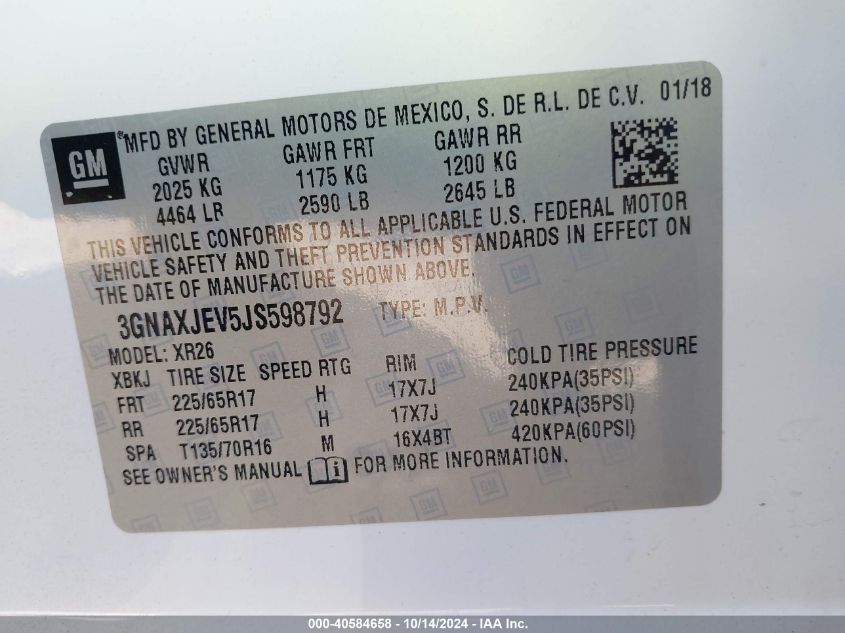 GM
®MFD BY GENERAL MOTORS DE MEXICO, S. DE R.L. DE C.V. 01/18
GVWR GAWR FRT GAWR RR
2025 KG 1175 KG 1200 KG
4464 LB 2590 LB 2645 LB
THIS VEHICLE CONFORMS TO ALL APPLICABLE U.S. FEDERAL MOTOR
VEHICLE SAFETY AND THEFT PREVENTION STANDARDS IN EFFECT ON
THE DATE OF MANUFACTURE SHOWN ABOVE.
3GNAXJEV5JS598792 TYPE: M.P.V.
MODEL: XR26
XBKJ TIRE SIZE SPEED RTG RIM COLD TIRE PRESSURE
FRT 225/65R17 H 17X7J 240KPA(35PSI)
RR 225/65R17 H 17X7J 240KPA(35PSI)
SPA T135/70R16 M 16X4BT 420KPA(60PSI)
SEE OWNER'S MANUAL FOR MORE INFORMATION.
000-40584658 - 10/14/2024 - IAA Inc.